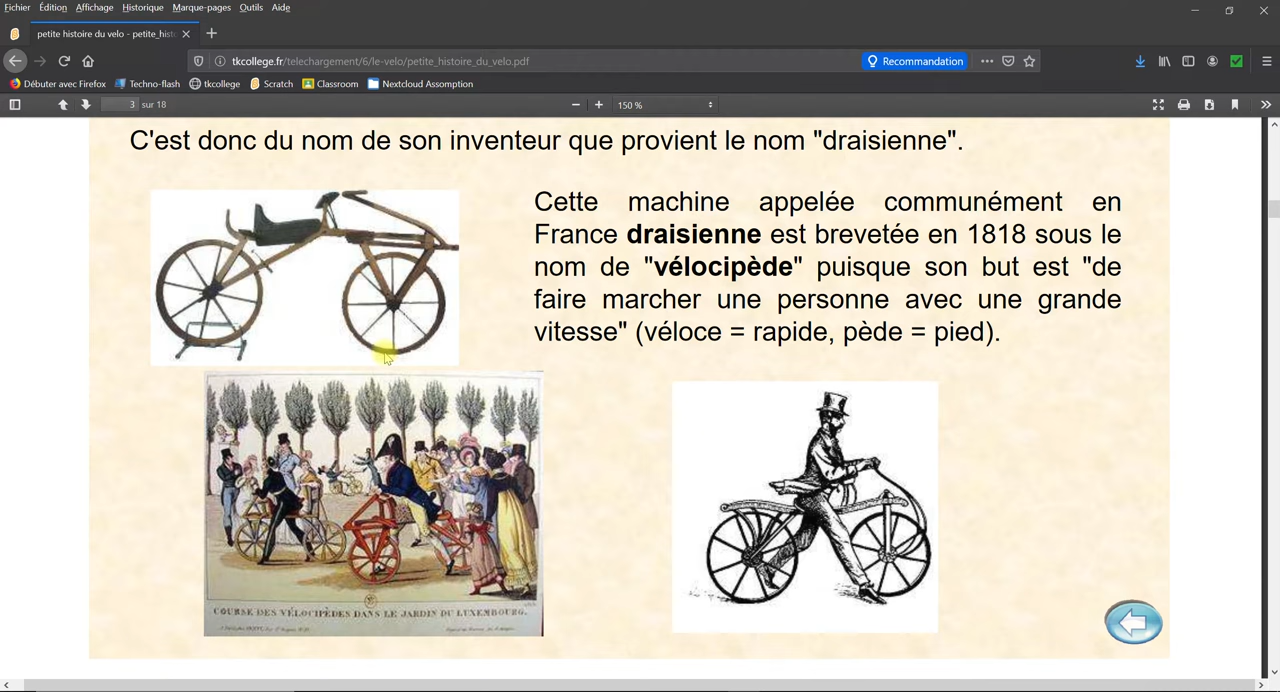 Fichier Édition Affichage Historique Marque-pages Outils Aide
petite histoire du velo - petite_hist
tkcollege.fr/telechargement/6/le-velo/petite_histoire_du_velo.pdf
Recommandation
Débuter avec Firefox Techno-flash tkcollege Scratch Classroom Nextcloud Assomption
3 sur 18
150 %
C'est donc du nom de son inventeur que provient le nom "draisienne".
Cette machine appelée communément en
France draisienne est brevetée en 1818 sous le
nom de "vélocipède" puisque son but est "de
faire marcher une personne avec une grande
vitesse" (véloce = rapide, pède = pied).
COURSE DES VÉLOCIPÈDES DANS LE JARDIN DU LUXEMBOURG.